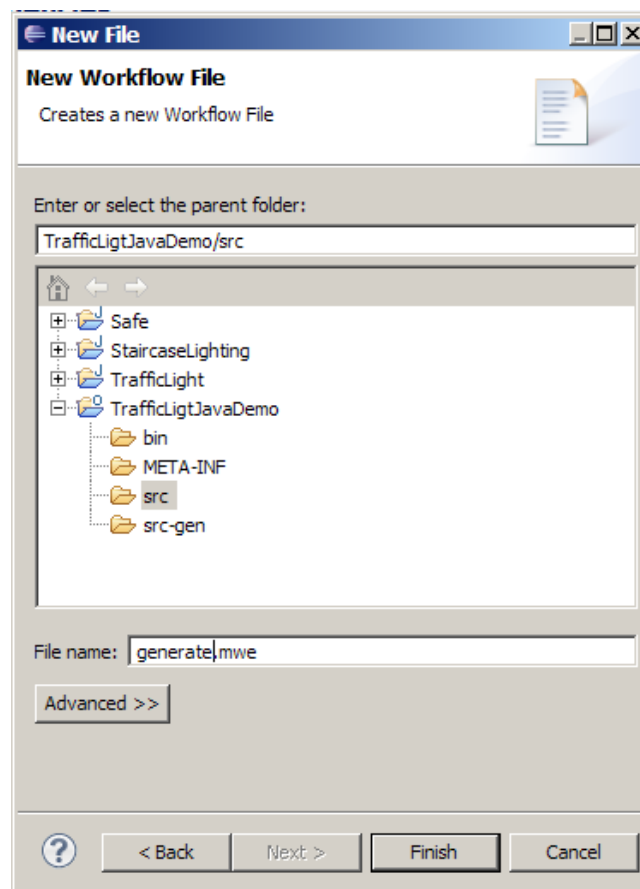 New File
New Workflow File
Creates a new Workflow File
Enter or select the parent folder:
TrafficLigtJavaDemo/src
Safe
StaircaseLighting
TrafficLight
TrafficLigtJavaDemo
bin
META-INF
src
src-gen
File name: generate.mwe
Advanced >>
? < Back Next > Finish Cancel